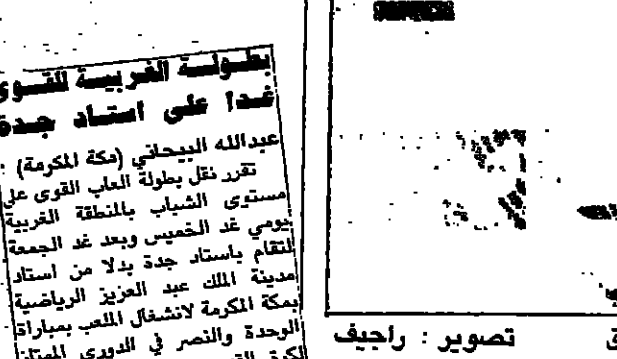 بطولة الغربية للقوى
غدا على استاد جدة
عبدالله البيحاني (مكة المكرمة) :
تقرر نقل بطولة العاب القوى على
مستوى الشباب بالمنطقة الغربية
يومي غد الخميس وبعد غد الجمعة
لتقام باستاد جدة بدلا من استاد
مدينة الملك عبد العزيز الرياضية
بمكة المكرمة لانشغال الملعب بمباراة
الوحدة والنصر في الدوري الممتاز
تصوير : راجيف